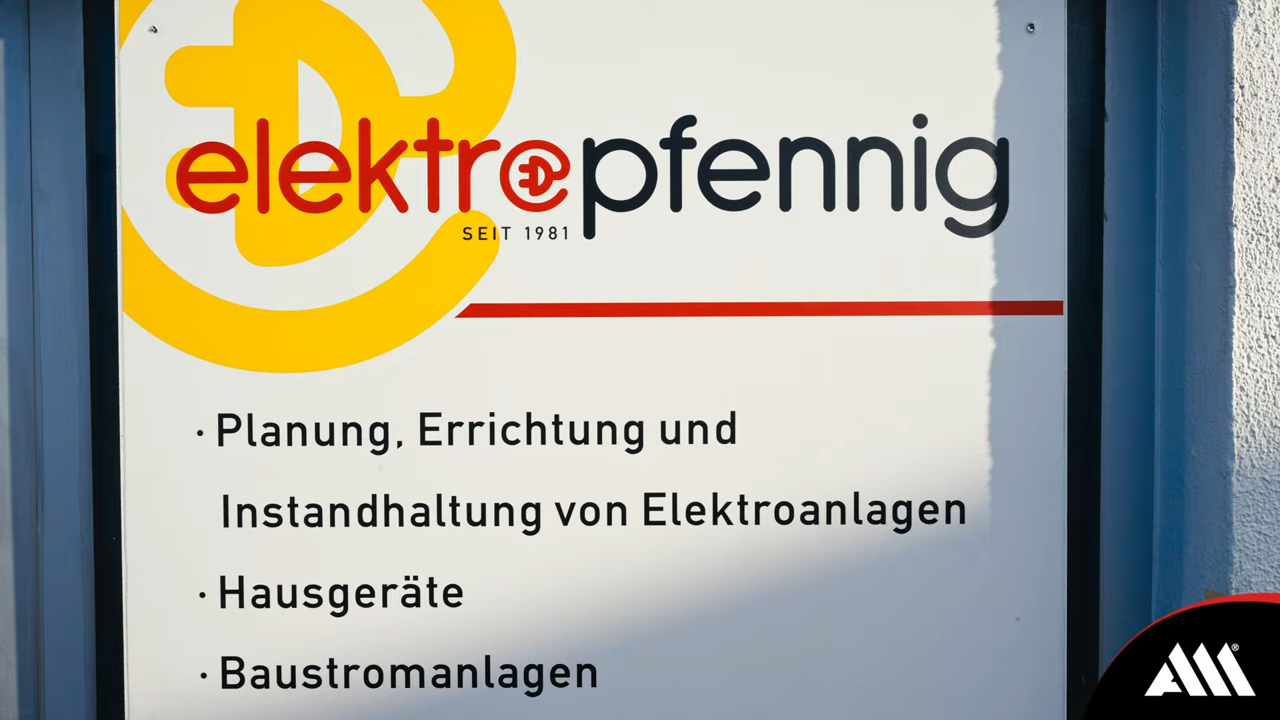 elektropfennig
SEIT 1981
· Planung, Errichtung und
Instandhaltung von Elektroanlagen
· Hausgeräte
· Baustromanlagen